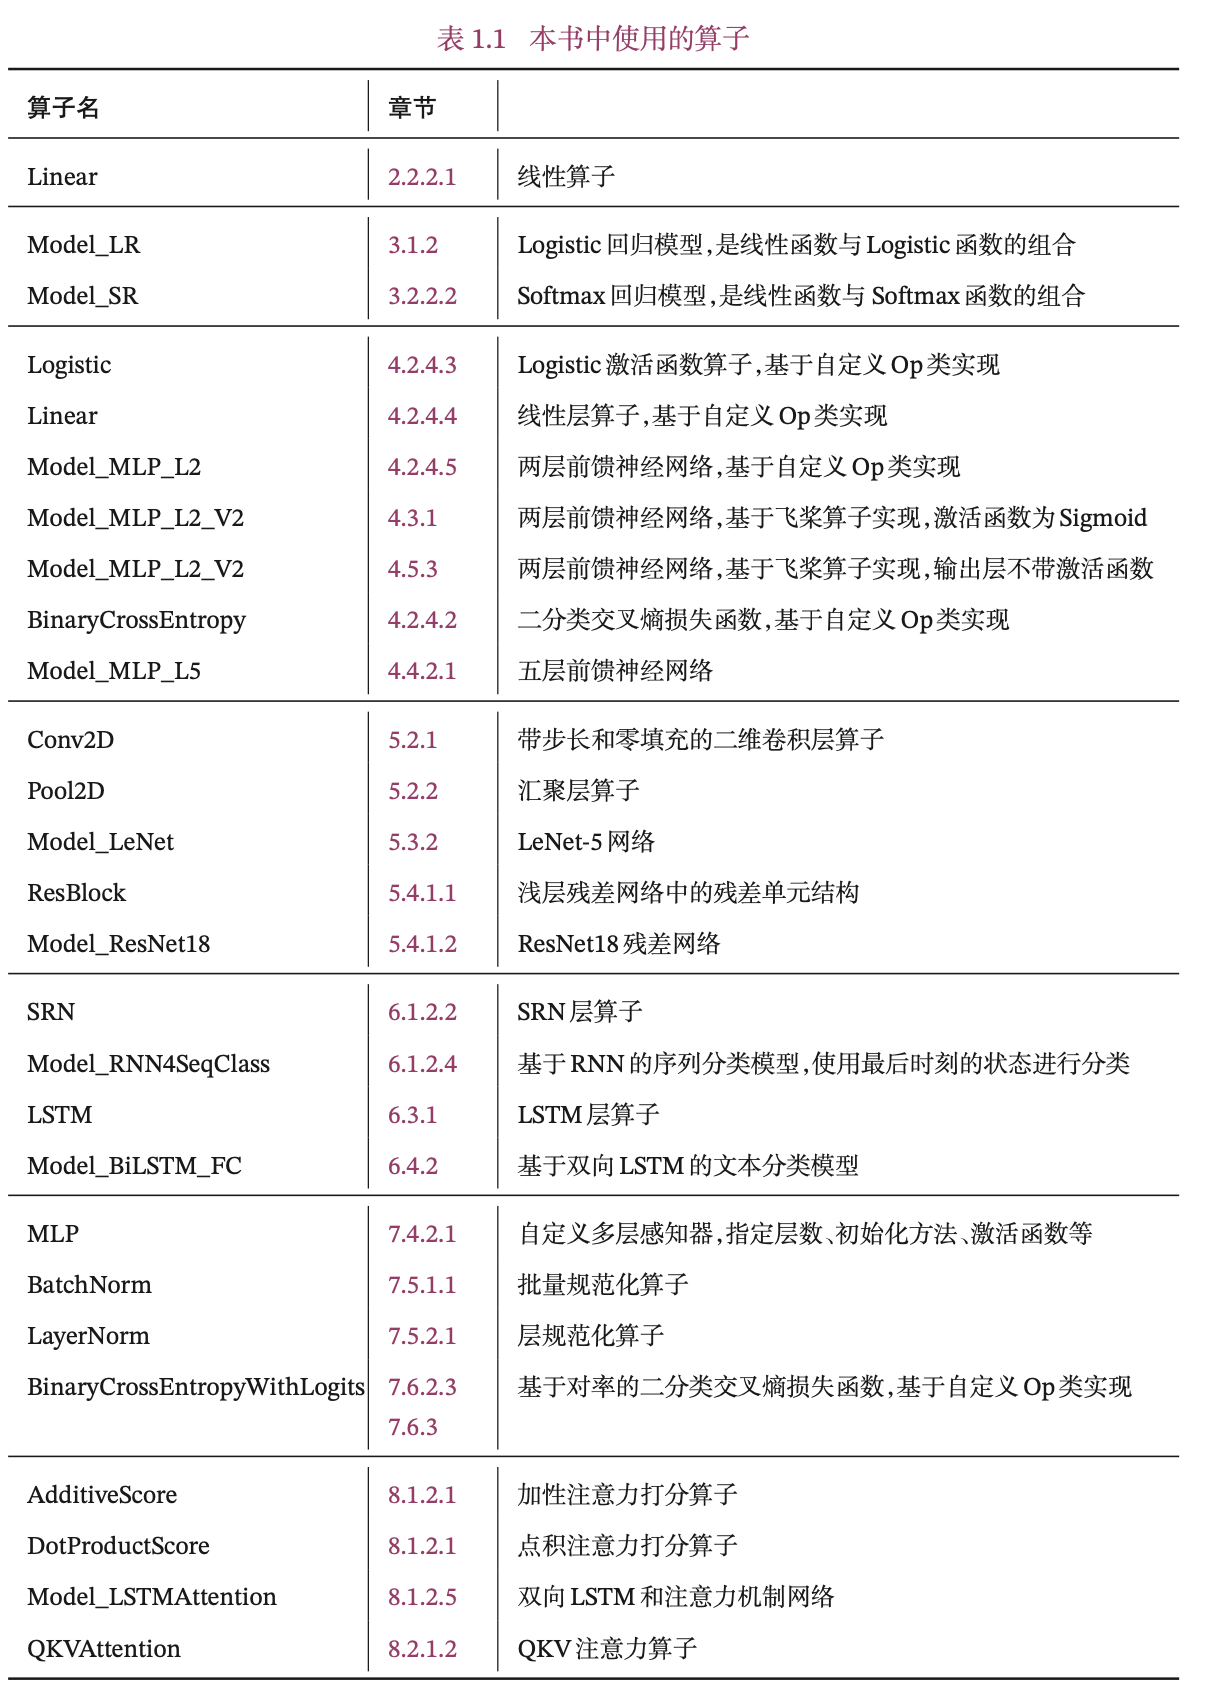 表 1.1 本书中使用的算子
算子名 章节
Linear 2.2.2.1 线性算子
Model_LR 3.1.2 Logistic 回归模型,是线性函数与 Logistic 函数的组合
Model_SR 3.2.2.2 Softmax 回归模型,是线性函数与 Softmax 函数的组合
Logistic 4.2.4.3 Logistic 激活函数算子,基于自定义 Op 类实现
Linear 4.2.4.4 线性层算子,基于自定义 Op 类实现
Model_MLP_L2 4.2.4.5 两层前馈神经网络,基于自定义 Op 类实现
Model_MLP_L2_V2 4.3.1 两层前馈神经网络,基于飞桨算子实现,激活函数为 Sigmoid
Model_MLP_L2_V2 4.5.3 两层前馈神经网络,基于飞桨算子实现,输出层不带激活函数
BinaryCrossEntropy 4.2.4.2 二分类交叉熵损失函数,基于自定义 Op 类实现
Model_MLP_L5 4.4.2.1 五层前馈神经网络
Conv2D 5.2.1 带步长和零填充的二维卷积层算子
Pool2D 5.2.2 汇聚层算子
Model_LeNet 5.3.2 LeNet-5 网络
ResBlock 5.4.1.1 浅层残差网络中的残差单元结构
Model_ResNet18 5.4.1.2 ResNet18 残差网络
SRN 6.1.2.2 SRN 层算子
Model_RNN4SeqClass 6.1.2.4 基于 RNN 的序列分类模型,使用最后时刻的状态进行分类
LSTM 6.3.1 LSTM 层算子
Model_BiLSTM_FC 6.4.2 基于双向 LSTM 的文本分类模型
MLP 7.4.2.1 自定义多层感知器,指定层数、初始化方法、激活函数等
BatchNorm 7.5.1.1 批量规范化算子
LayerNorm 7.5.2.1 层规范化算子
BinaryCrossEntropyWithLogits 7.6.2.3 基于对率的二分类交叉熵损失函数,基于自定义 Op 类实现
7.6.3
AdditiveScore 8.1.2.1 加性注意力打分算子
DotProductScore 8.1.2.1 点积注意力打分算子
Model_LSTMAttention 8.1.2.5 双向 LSTM 和注意力机制网络
QKVAttention 8.2.1.2 QKV 注意力算子